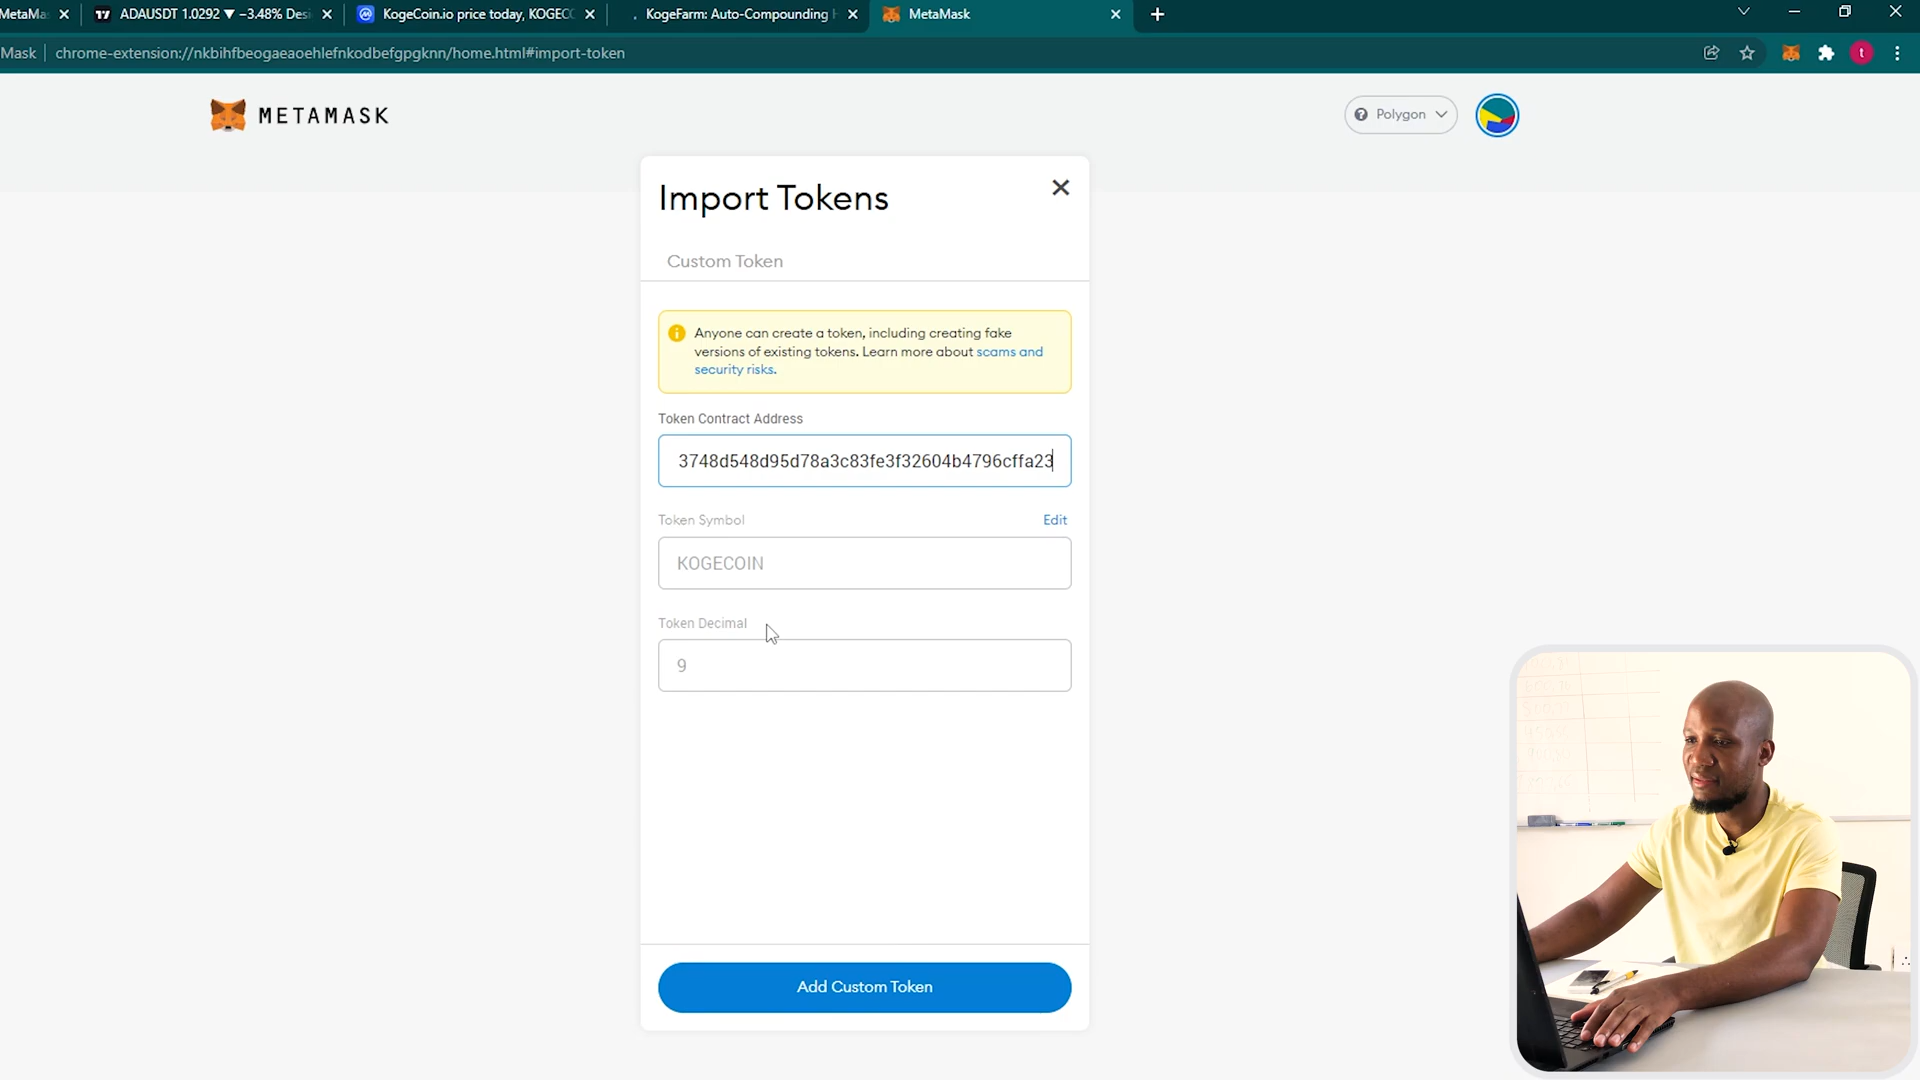 MetaMa
ADAUSDT 1.0292 ▼ −3.48% Desi
KogeCoin.io price today, KOGECO
KogeFarm: Auto-Compounding
MetaMask
Mask
chrome-extension://nkbihfbeogaeaoehlefnkodbefgpgknn/home.html#import-token
t
METAMASK
Polygon
Import Tokens
Custom Token
Anyone can create a token, including creating fake
versions of existing tokens. Learn more about scams and
security risks.
Token Contract Address
3748d548d95d78a3c83fe3f32604b4796cffa23
Token Symbol
Edit
KOGECOIN
Token Decimal
9
Add Custom Token